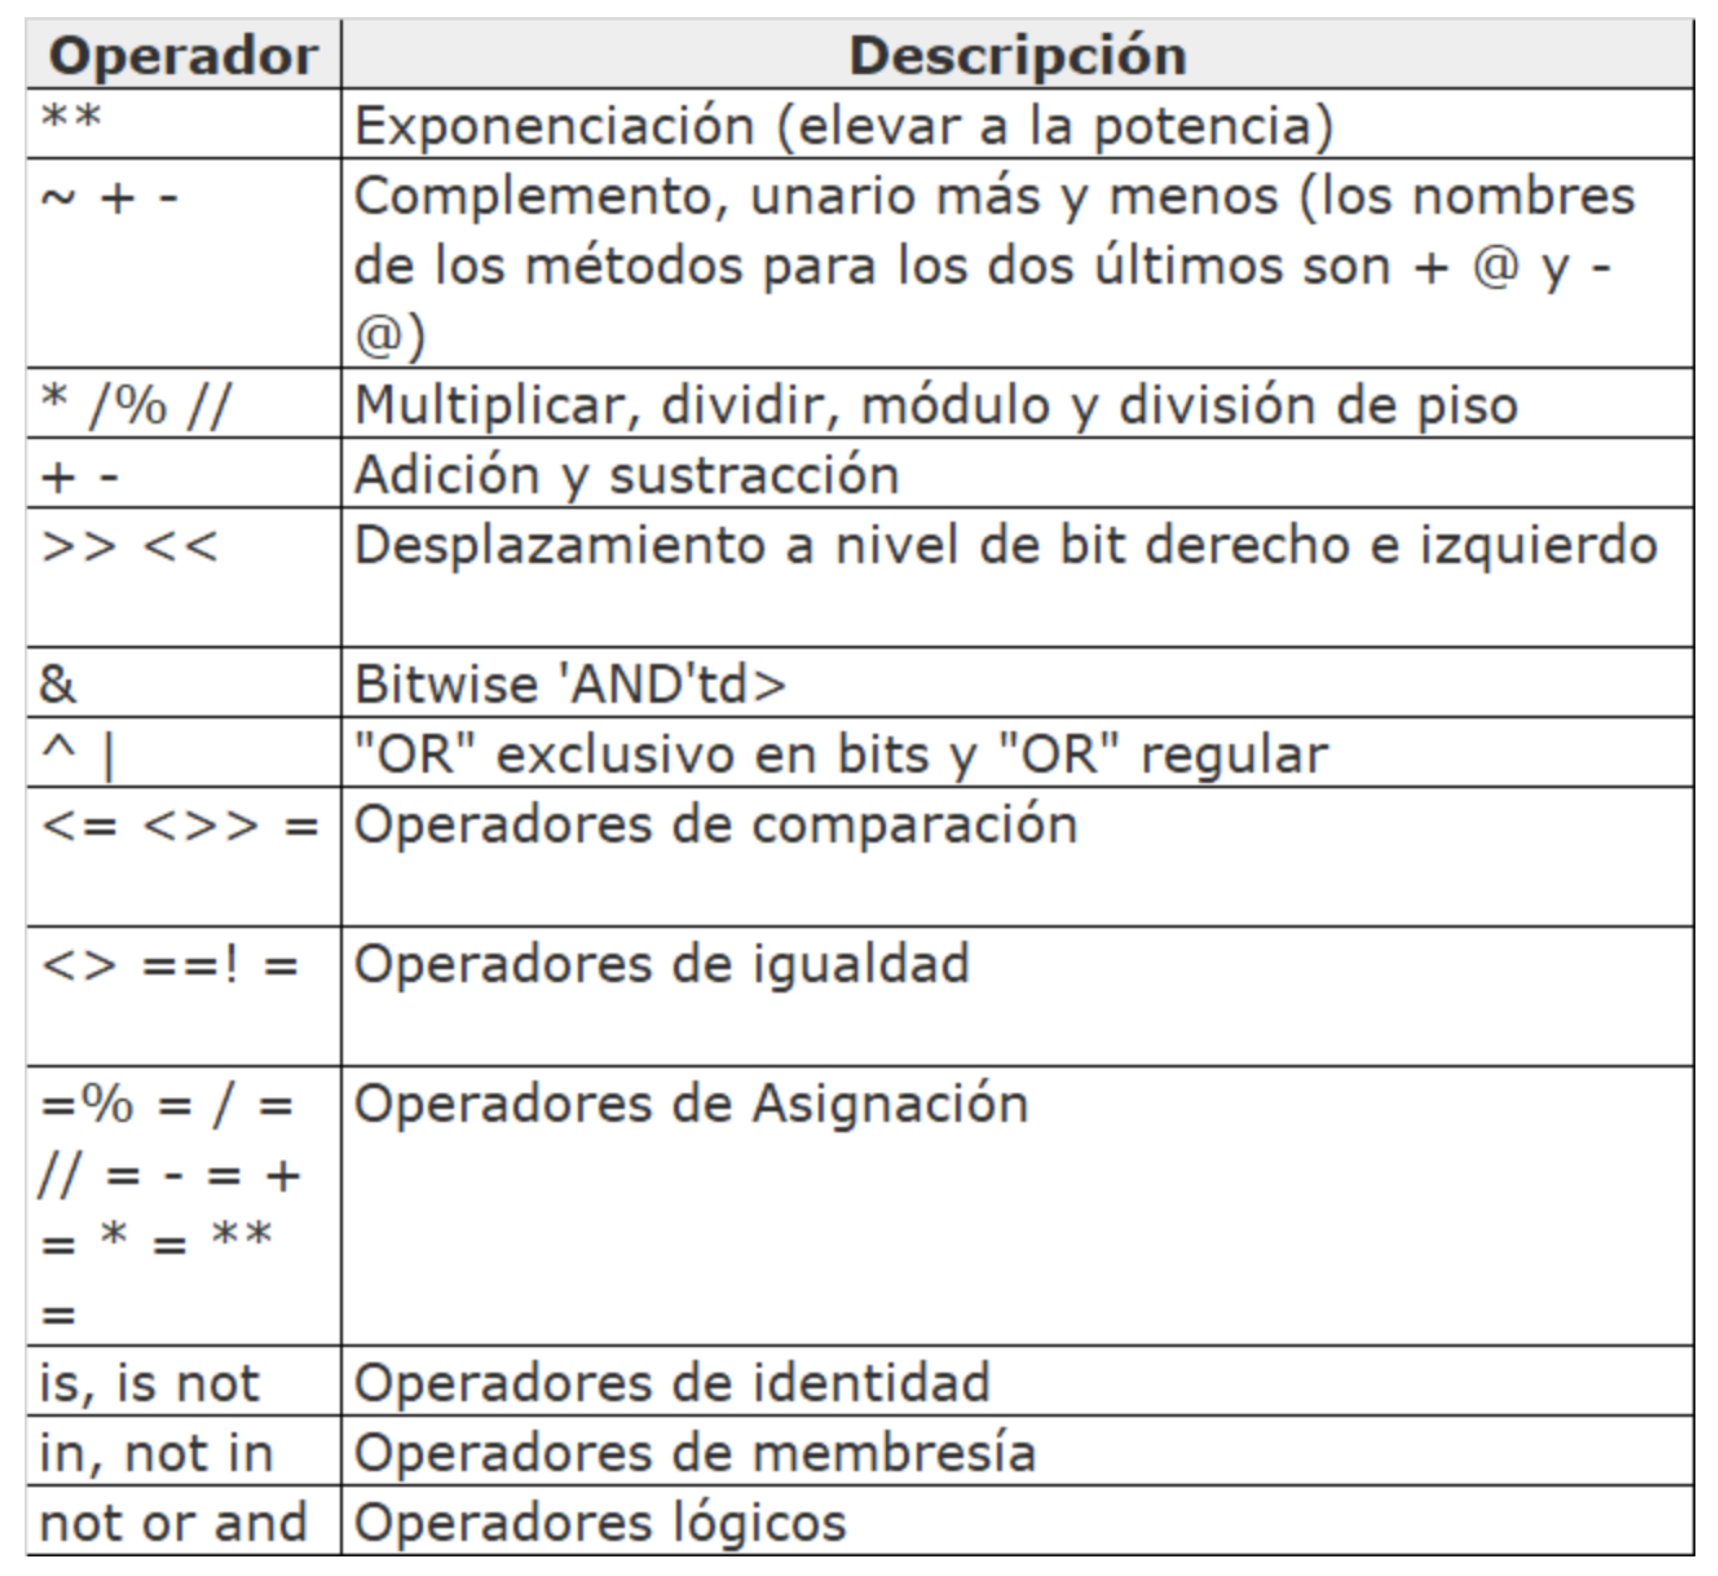 Operador Descripción
** Exponenciación (elevar a la potencia)
~ + - Complemento, unario más y menos (los nombres
de los métodos para los dos últimos son + @ y -
@)
* /% // Multiplicar, dividir, módulo y división de piso
+ - Adición y sustracción
>> << Desplazamiento a nivel de bit derecho e izquierdo
& Bitwise 'AND'td>
^ | "OR" exclusivo en bits y "OR" regular
<= <>> = Operadores de comparación
<> ==! = Operadores de igualdad
=% = / = Operadores de Asignación
// = - = +
= * = **
=
is, is not Operadores de identidad
in, not in Operadores de membresía
not or and Operadores lógicos